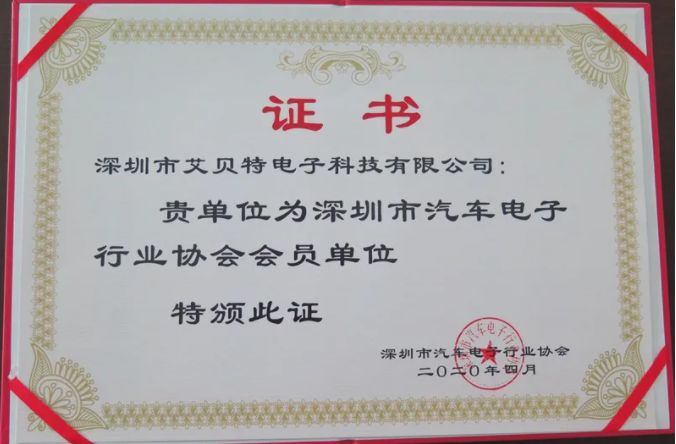 证书
深圳市艾贝特电子科技有限公司：
贵单位为深圳市汽车电子
行业协会会员单位
特颁此证
深圳市汽车电子行业协会
二〇二〇年四月